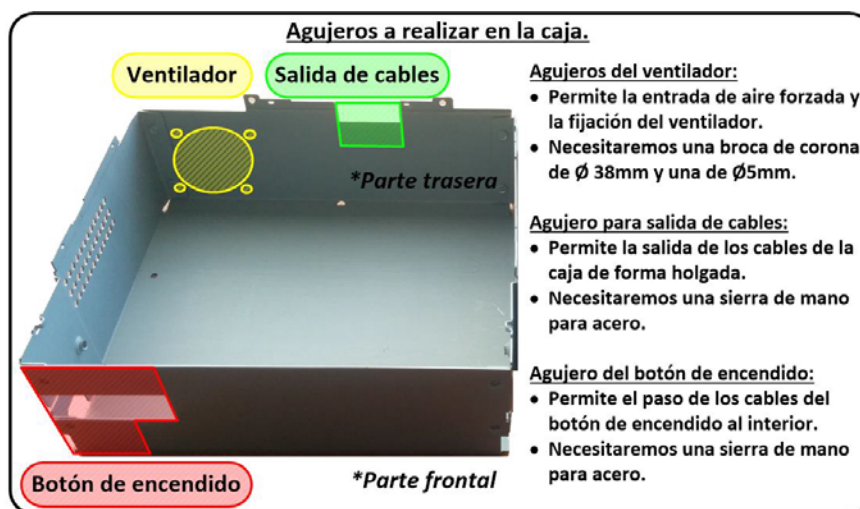 Agujeros a realizar en la caja.
Ventilador
Salida de cables
*Parte trasera
Botón de encendido
*Parte frontal
Agujeros del ventilador:
• Permite la entrada de aire forzada y
la fijación del ventilador.
• Necesitaremos una broca de corona
de Ø 38mm y una de Ø5mm.
Agujero para salida de cables:
• Permite la salida de los cables de la
caja de forma holgada.
• Necesitaremos una sierra de mano
para acero.
Agujero del botón de encendido:
• Permite el paso de los cables del
botón de encendido al interior.
• Necesitaremos una sierra de mano
para acero.